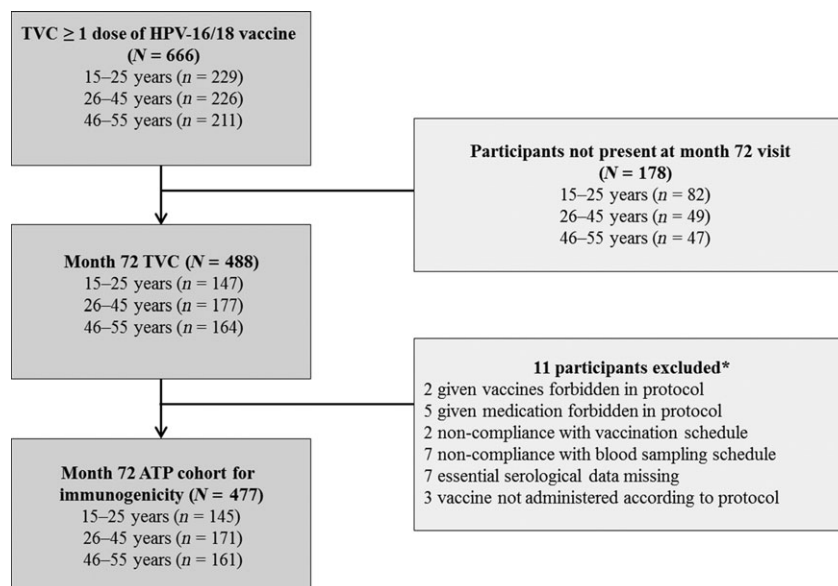 TVC ≥ 1 dose of HPV-16/18 vaccine
(N = 666)
15–25 years (n = 229)
26–45 years (n = 226)
46–55 years (n = 211)
Participants not present at month 72 visit
(N = 178)
15–25 years (n = 82)
26–45 years (n = 49)
46–55 years (n = 47)
Month 72 TVC (N = 488)
15–25 years (n = 147)
26–45 years (n = 177)
46–55 years (n = 164)
11 participants excluded*
2 given vaccines forbidden in protocol
5 given medication forbidden in protocol
2 non-compliance with vaccination schedule
7 non-compliance with blood sampling schedule
7 essential serological data missing
3 vaccine not administered according to protocol
Month 72 ATP cohort for
immunogenicity (N = 477)
15–25 years (n = 145)
26–45 years (n = 171)
46–55 years (n = 161)